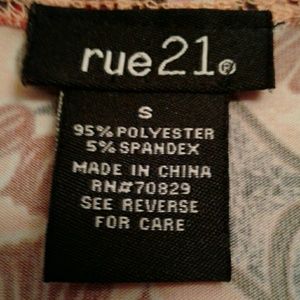 rue21®
S
95% POLYESTER
5% SPANDEX
MADE IN CHINA
RN#70829
SEE REVERSE
FOR CARE